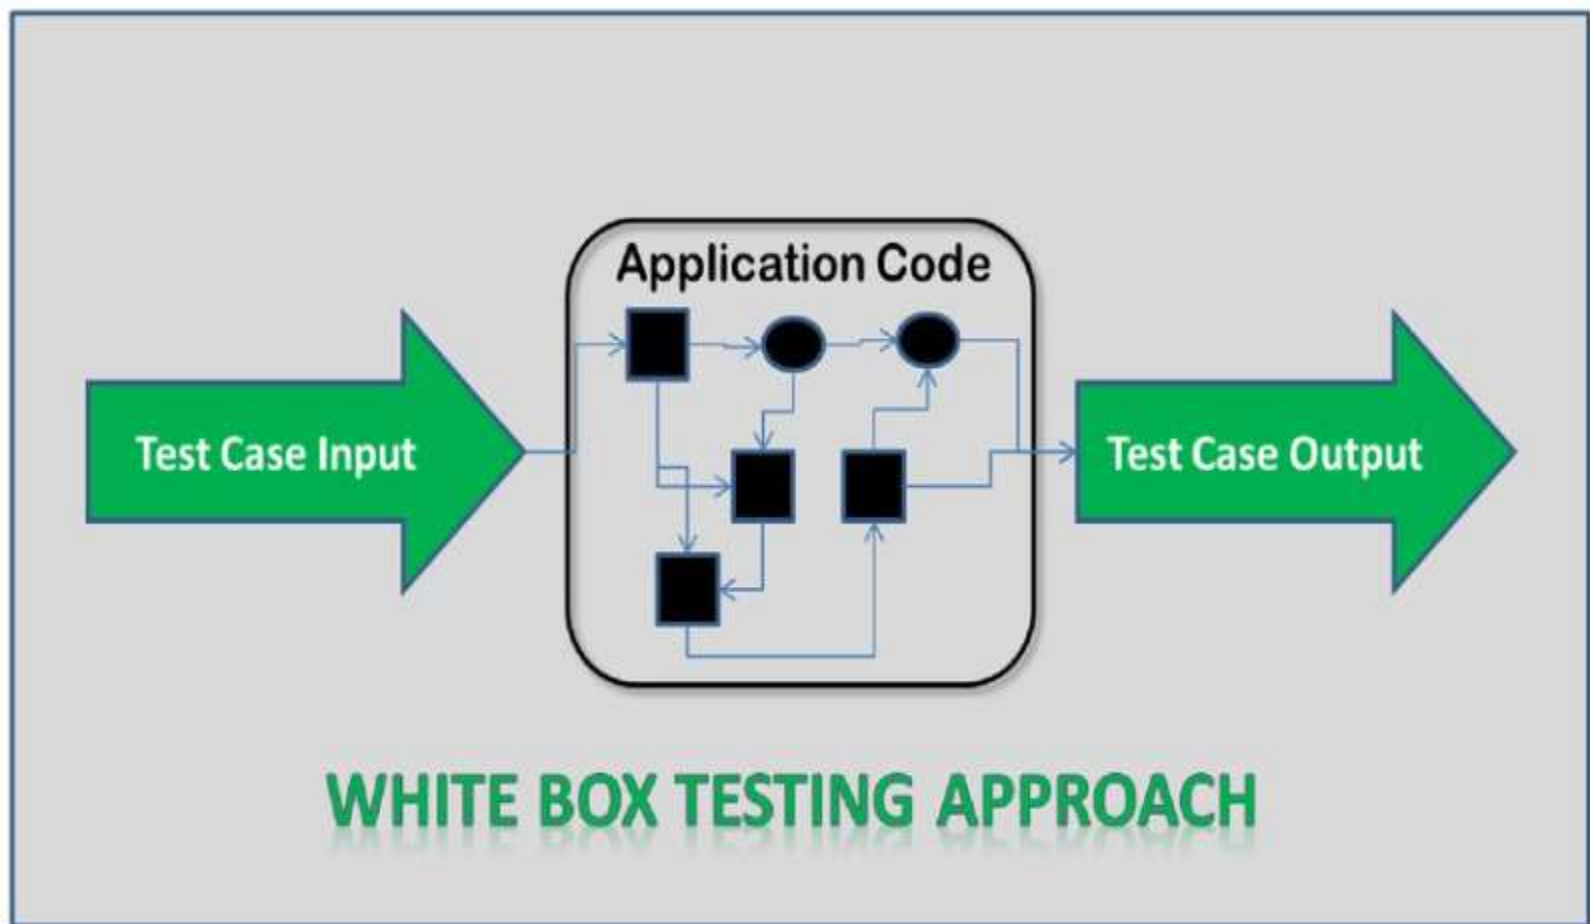 Application Code
Test Case Input
Test Case Output
WHITE BOX TESTING APPROACH